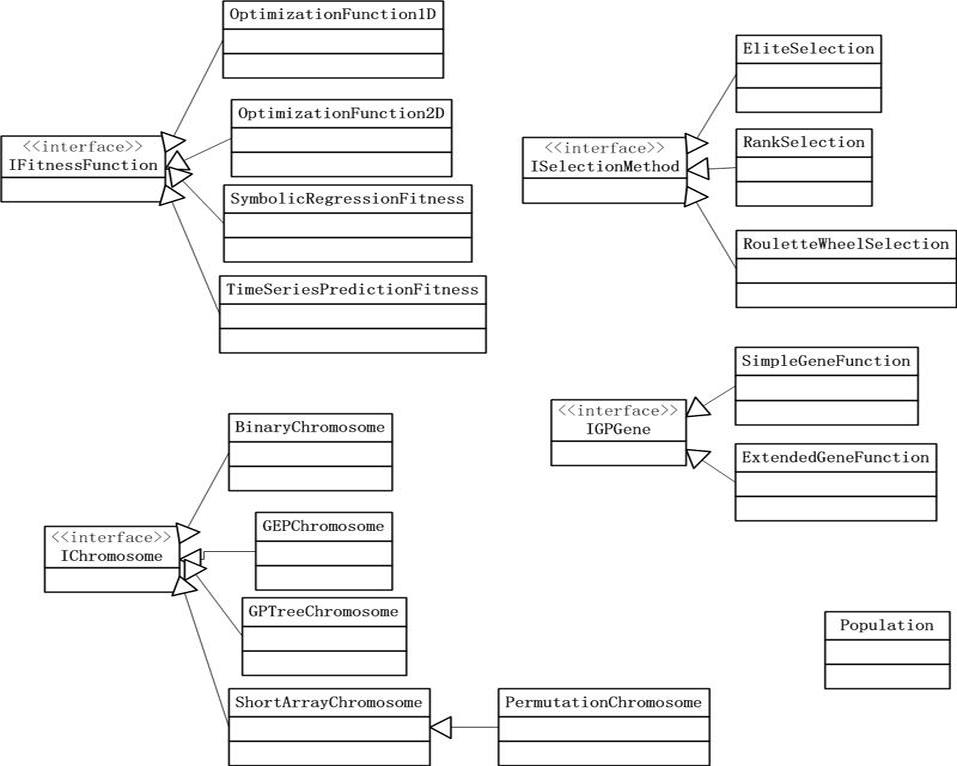 OptimizationFunction1D
OptimizationFunction2D
<<interface>>
IFitnessFunction
SymbolicRegressionFitness
TimeSeriesPredictionFitness
EliteSelection
<<interface>>
ISelectionMethod
RankSelection
RouletteWheelSelection
SimpleGeneFunction
<<interface>>
IGPGene
ExtendedGeneFunction
BinaryChromosome
<<interface>>
IChromosome
GEPChromosome
GPTreeChromosome
ShortArrayChromosome
PermutationChromosome
Population